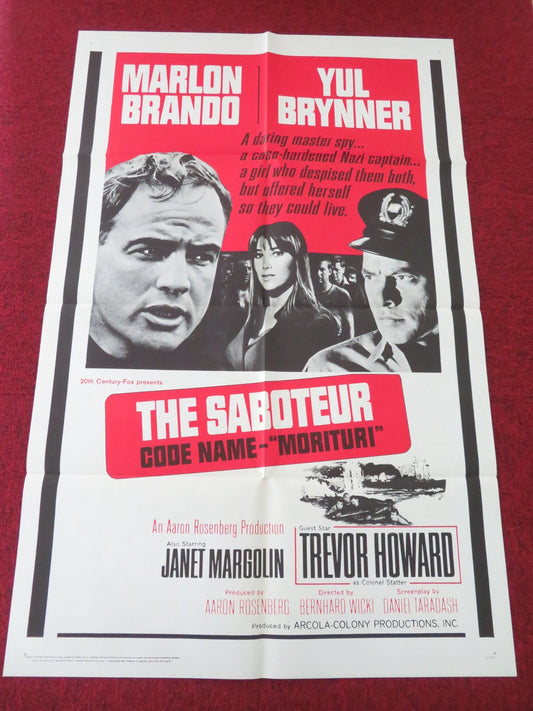 MARLON BRANDO
YUL BRYNNER
A daring master spy...
a case-hardened Nazi captain...
a girl who despised them both,
but offered herself
so they could live.
20th Century-Fox presents
THE SABOTEUR
CODE NAME-"MORITURI"
An Aaron Rosenberg Production
Also Starring
JANET MARGOLIN
Guest Star
TREVOR HOWARD
as Colonel Statter
Produced by
AARON ROSENBERG
Directed by
BERNHARD WICKI
Screenplay by
DANIEL TARADASH
Produced by ARCOLA-COLONY PRODUCTIONS, INC.